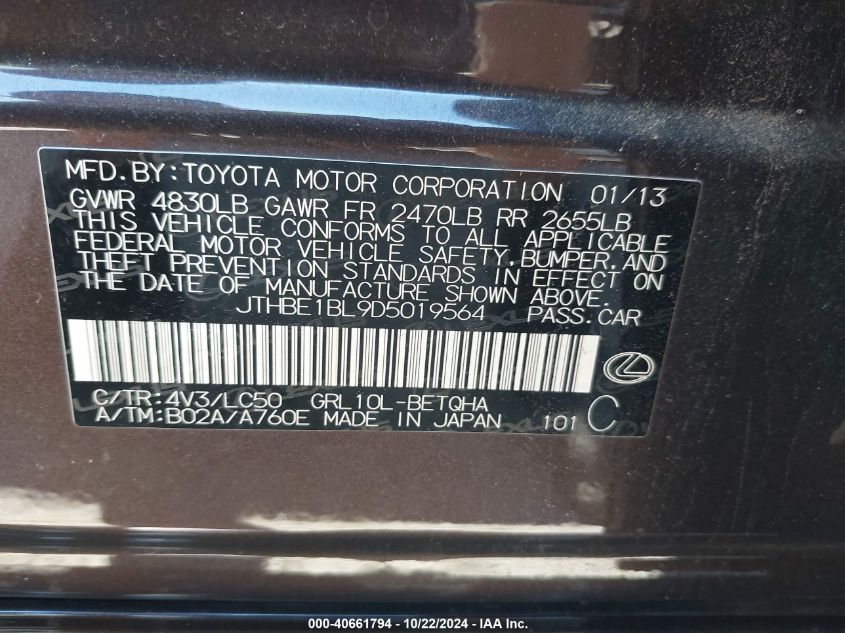 MFD. BY: TOYOTA MOTOR CORPORATION 01/13
GVWR 4830LB GAWR FR 2470LB RR 2655LB
THIS VEHICLE CONFORMS TO ALL APPLICABLE
FEDERAL MOTOR VEHICLE SAFETY, BUMPER, AND
THEFT PREVENTION STANDARDS IN EFFECT ON
THE DATE OF MANUFACTURE SHOWN ABOVE.
JTHBE1BL9D5019564 PASS. CAR
C/TR: 4V3/LC50 GRL10L-BETQHA
A/TM: B02A/A760E MADE IN JAPAN 101 C
000-40661794 - 10/22/2024 - IAA Inc.